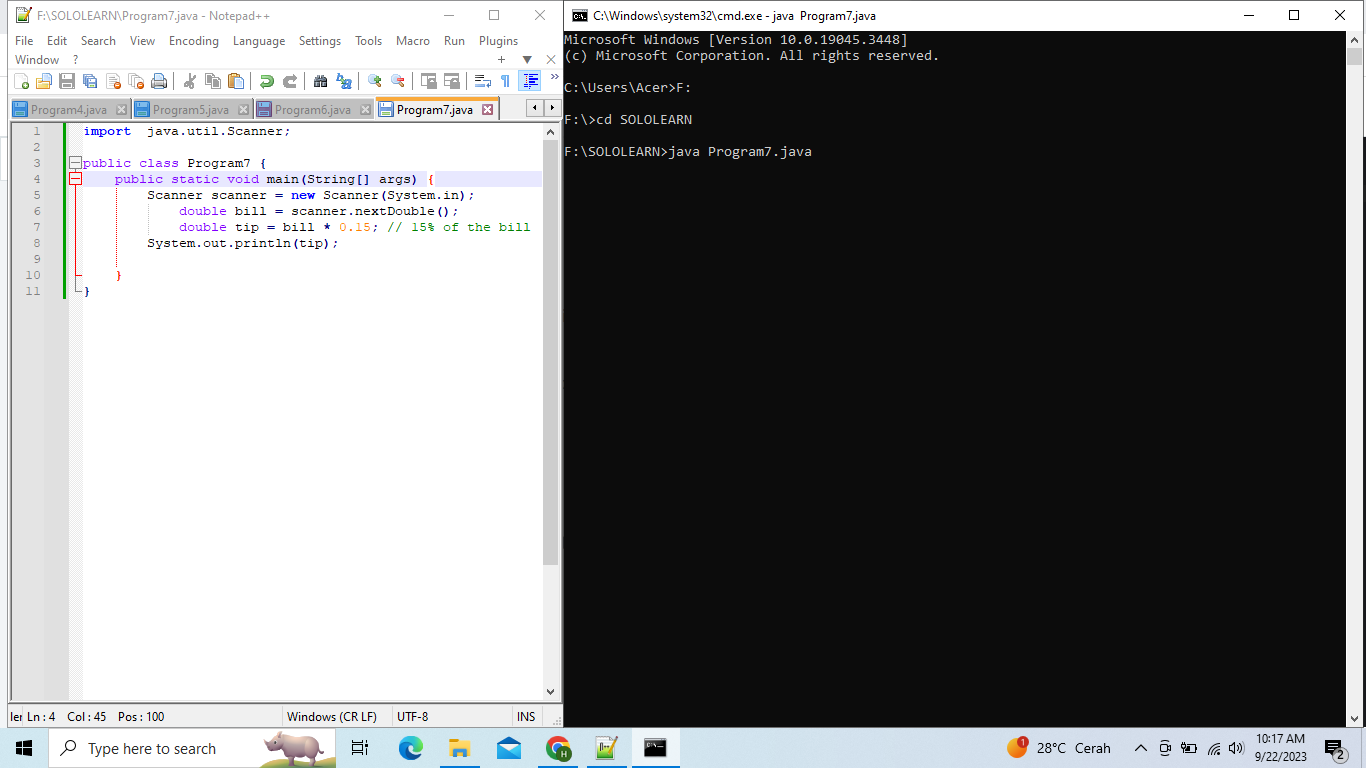 F:\SOLOLEARN\Program7.java - Notepad++
File Edit Search View Encoding Language Settings Tools Macro Run Plugins
Window ? + ▼ X
Program4.java Program5.java Program6.java Program7.java
1 import  java.util.Scanner;
2
3 public class Program7 {
4     public static void main(String[] args) {
5         Scanner scanner = new Scanner(System.in);
6             double bill = scanner.nextDouble();
7             double tip = bill * 0.15; // 15% of the bill
8         System.out.println(tip);
9
10     }
11 }
ler Ln : 4 Col : 45 Pos : 100 Windows (CR LF) UTF-8 INS
C:\Windows\system32\cmd.exe - java  Program7.java
Microsoft Windows [Version 10.0.19045.3448]
(c) Microsoft Corporation. All rights reserved.
C:\Users\Acer>F:
F:\>cd SOLOLEARN
F:\SOLOLEARN>java Program7.java
Type here to search
1 28°C Cerah
10:17 AM
9/22/2023
2